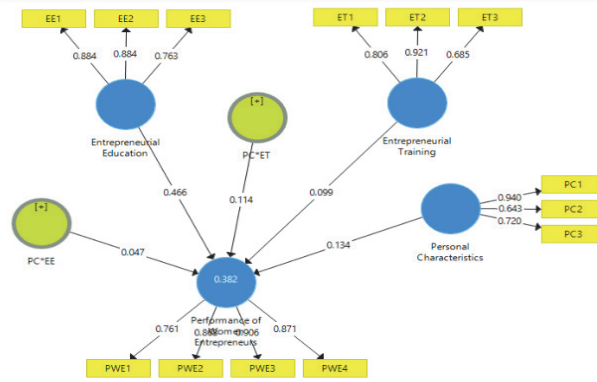 EE1
EE2
EE3
ET1
ET2
ET3
0.884
0.884
0.763
0.806
0.921
0.685
[+]
Entrepreneurial
Education
PC*ET
Entrepreneurial
Training
PC1
PC2
PC3
0.940
0.643
0.720
0.466
0.114
0.099
[+]
PC*EE
0.047
0.134
Personal
Characteristics
0.382
Performance of
Women
Entrepreneurs
0.761
0.906
0.871
PWE1
PWE2
PWE3
PWE4